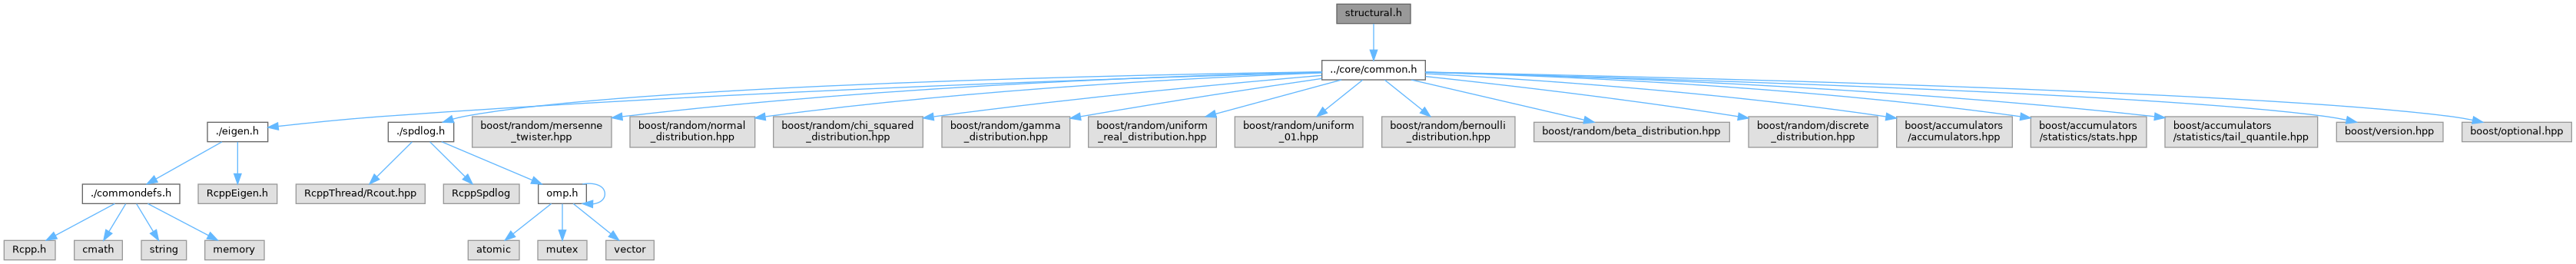 structural.h
../core/common.h
./eigen.h
./spdlog.h
boost/random/mersenne
_twister.hpp
boost/random/normal
_distribution.hpp
boost/random/chi_squared
_distribution.hpp
boost/random/gamma
_distribution.hpp
boost/random/uniform
_real_distribution.hpp
boost/random/uniform
_01.hpp
boost/random/bernoulli
_distribution.hpp
boost/random/beta_distribution.hpp
boost/random/discrete
_distribution.hpp
boost/accumulators
/accumulators.hpp
boost/accumulators
/statistics/stats.hpp
boost/accumulators
/statistics/tail_quantile.hpp
boost/version.hpp
boost/optional.hpp
./commondefs.h
RcppEigen.h
RcppThread/Rcout.hpp
RcppSpdlog
omp.h
Rcpp.h
cmath
string
memory
atomic
mutex
vector